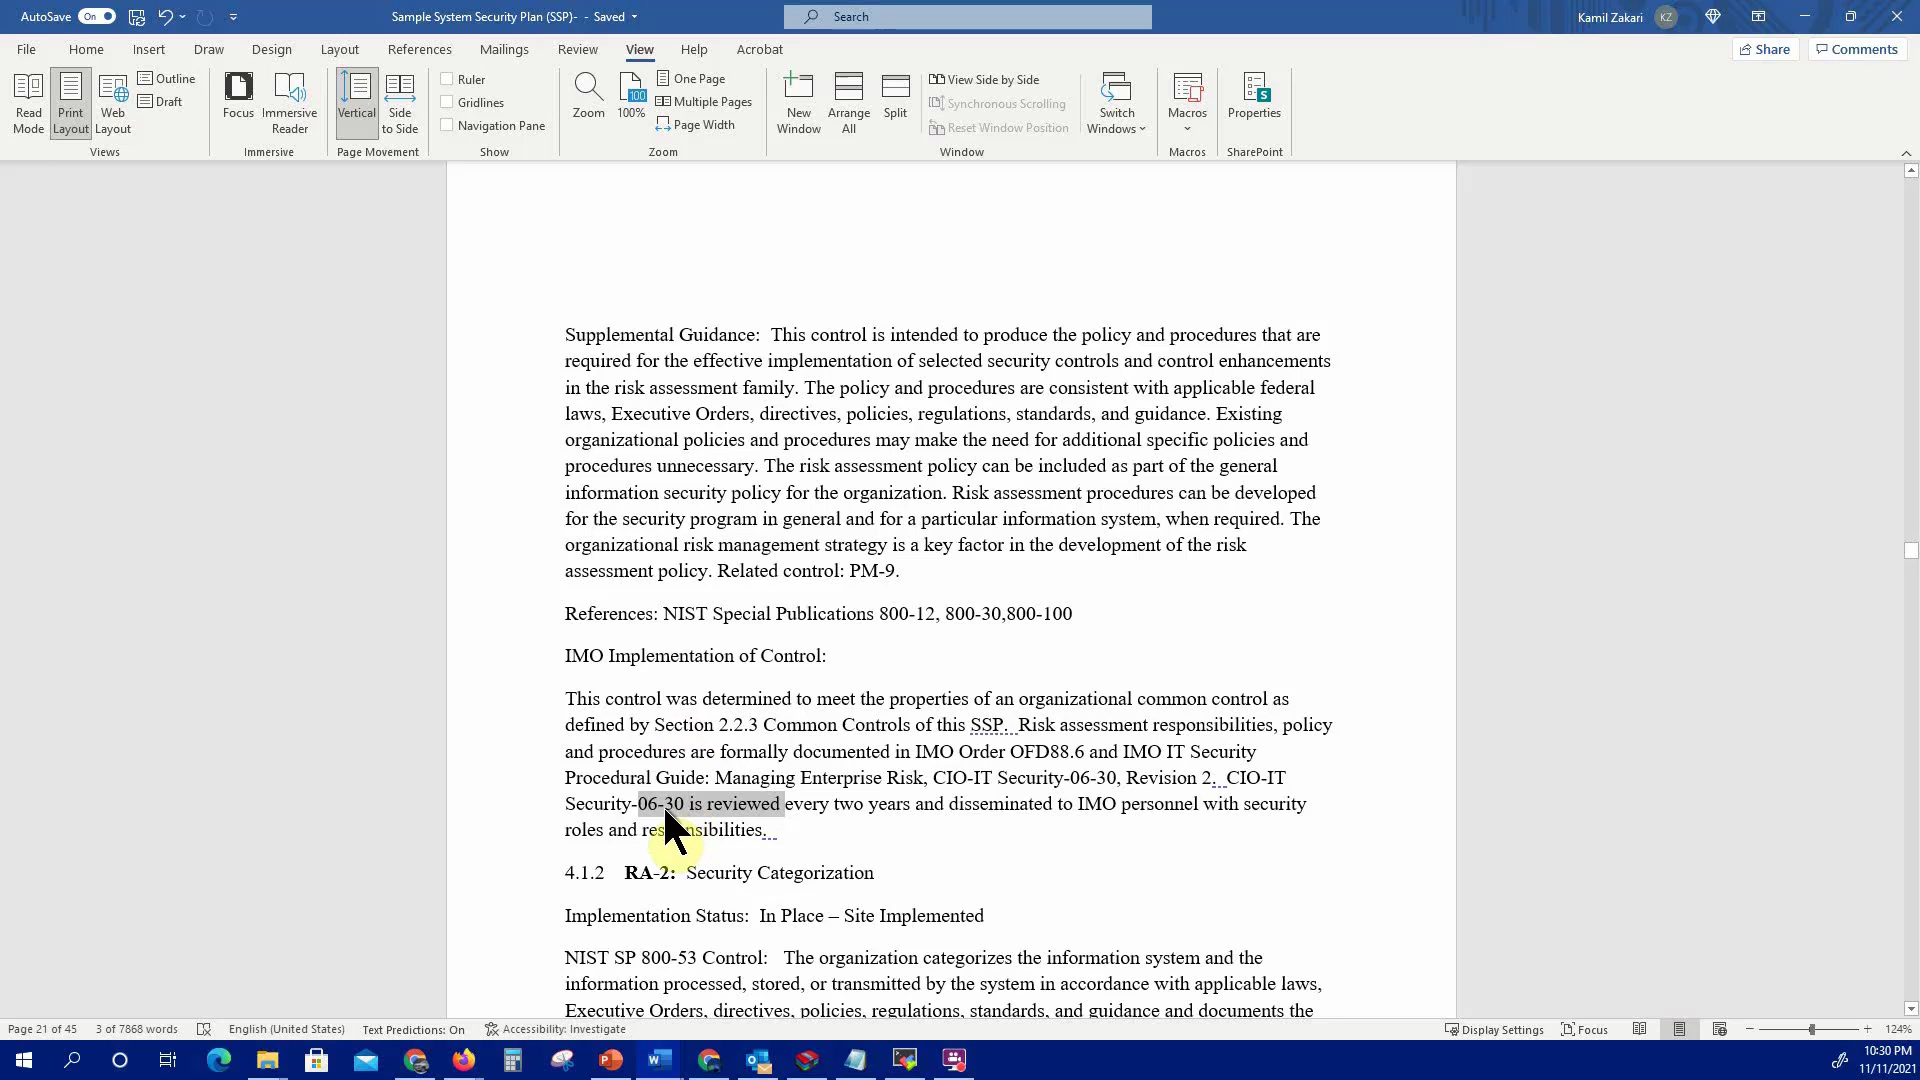 AutoSave On Sample System Security Plan (SSP)- - Saved Search Kamil Zakari KZ
File Home Insert Draw Design Layout References Mailings Review View Help Acrobat Share Comments
Read Mode
Print Layout
Web Layout
Outline
Draft
Views
Focus
Immersive Reader
Immersive
Vertical
Side to Side
Page Movement
Ruler
Gridlines
Navigation Pane
Show
Zoom
100
100%
One Page
Multiple Pages
Page Width
Zoom
New Window
Arrange All
Split
View Side by Side
Synchronous Scrolling
Reset Window Position
Window
Switch Windows
Macros
Macros
Properties
SharePoint
Supplemental Guidance: This control is intended to produce the policy and procedures that are
required for the effective implementation of selected security controls and control enhancements
in the risk assessment family. The policy and procedures are consistent with applicable federal
laws, Executive Orders, directives, policies, regulations, standards, and guidance. Existing
organizational policies and procedures may make the need for additional specific policies and
procedures unnecessary. The risk assessment policy can be included as part of the general
information security policy for the organization. Risk assessment procedures can be developed
for the security program in general and for a particular information system, when required. The
organizational risk management strategy is a key factor in the development of the risk
assessment policy. Related control: PM-9.
References: NIST Special Publications 800-12, 800-30,800-100
IMO Implementation of Control:
This control was determined to meet the properties of an organizational common control as
defined by Section 2.2.3 Common Controls of this SSP. Risk assessment responsibilities, policy
and procedures are formally documented in IMO Order OFD88.6 and IMO IT Security
Procedural Guide: Managing Enterprise Risk, CIO-IT Security-06-30, Revision 2. CIO-IT
Security-06-30 is reviewed every two years and disseminated to IMO personnel with security
roles and responsibilities.
4.1.2 RA-2: Security Categorization
Implementation Status: In Place – Site Implemented
NIST SP 800-53 Control: The organization categorizes the information system and the
information processed, stored, or transmitted by the system in accordance with applicable laws,
Executive Orders, directives, policies, regulations, standards, and guidance and documents the
Page 21 of 45 3 of 7868 words English (United States) Text Predictions: On Accessibility: Investigate Display Settings Focus 124%
10:30 PM
11/11/2021